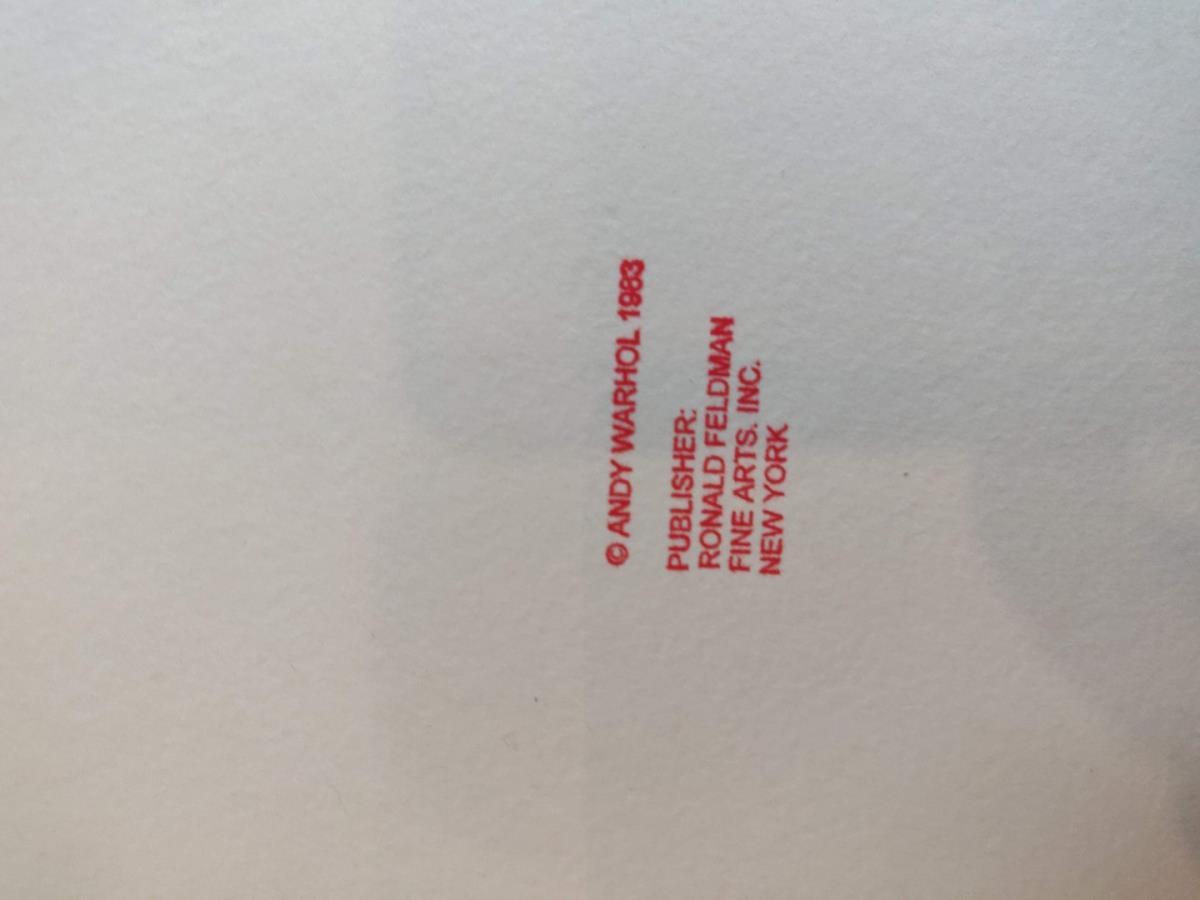 © ANDY WARHOL 1983
PUBLISHER:
RONALD FELDMAN
FINE ARTS. INC.
NEW YORK